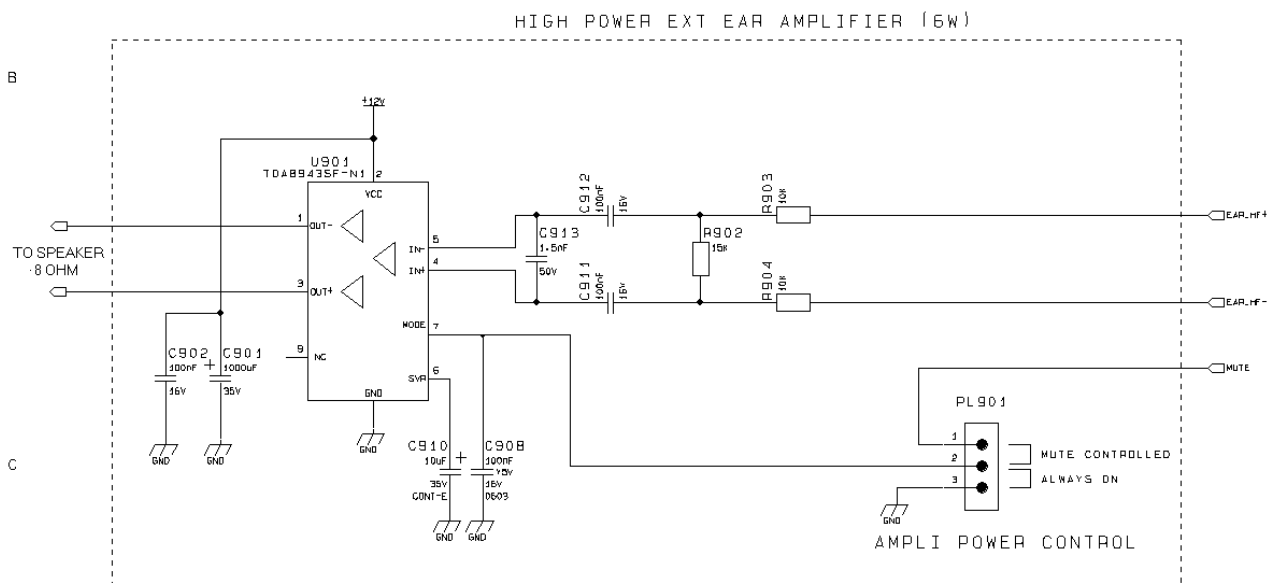 HIGH POWER EXT EAR AMPLIFIER (6W)
B
+12V
U901
TDA8943SF-N1
2
VCC
1
OUT-
5
IN-
4
IN+
3
OUT+
MODE
7
9
NC
6
SVR
GND
GND
TO SPEAKER
8 OHM
C902
100nF
16V
GND
C901
+
1000uF
35V
GND
C912
100nF
16V
C913
1.5nF
50V
C911
100nF
16V
R903
10K
R902
15K
R904
10K
EAR_HF+
EAR_HF-
MUTE
C
C910
10uF
+
35V
CONT-E
GND
C908
100nF
Y5V
16V
0603
GND
PL901
1
2
3
MUTE CONTROLLED
ALWAYS ON
GND
AMPLI POWER CONTROL